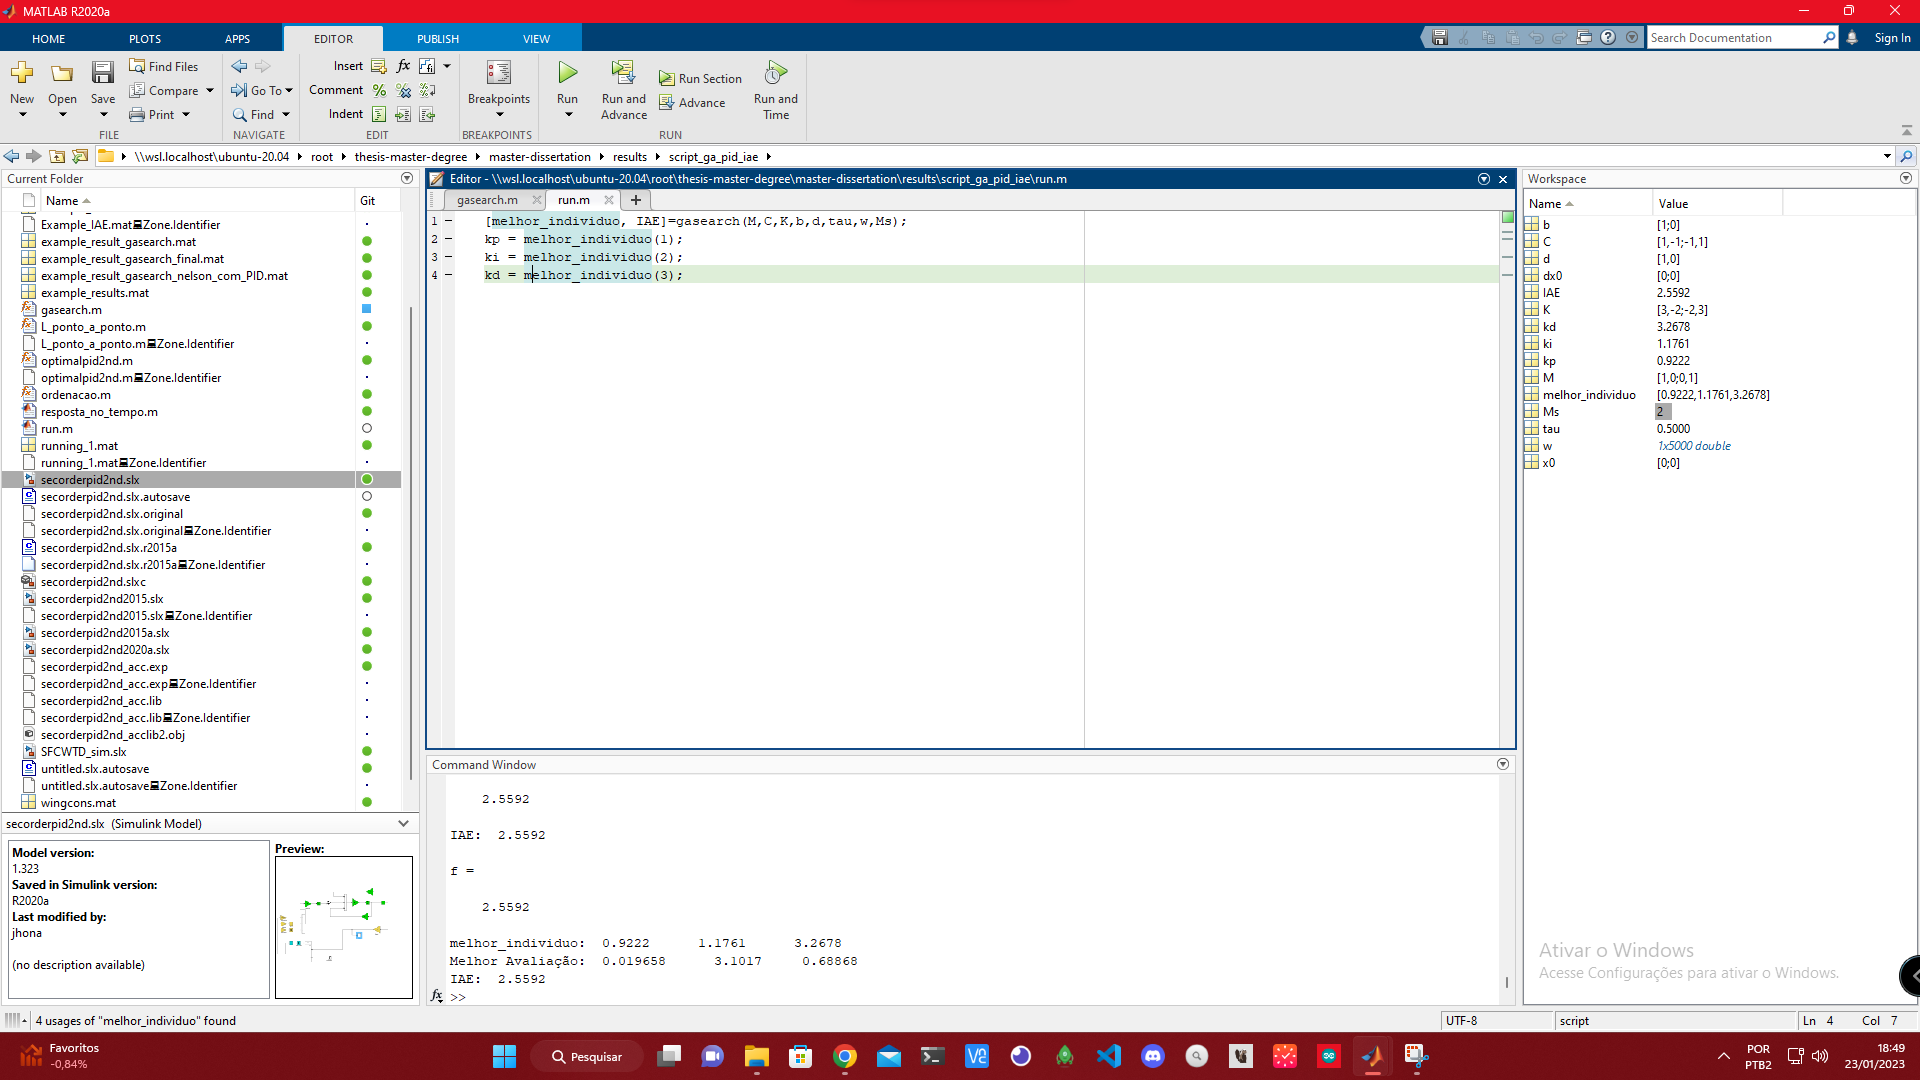 MATLAB R2020a
HOME PLOTS APPS EDITOR PUBLISH VIEW
Search Documentation
Sign In
New
Open
Save
Find Files
Compare
Print
FILE
Go To
Find
NAVIGATE
Insert
Comment
Indent
EDIT
Breakpoints
BREAKPOINTS
Run
Run and Advance
Run Section
Advance
Run and Time
RUN
\\wsl.localhost\ubuntu-20.04 root thesis-master-degree master-dissertation results script_ga_pid_iae
Current Folder
Name Git
Example_IAE.mat Zone.Identifier
example_result_gasearch.mat
example_result_gasearch_final.mat
example_result_gasearch_nelson_com_PID.mat
example_results.mat
gasearch.m
L_ponto_a_ponto.m
L_ponto_a_ponto.m Zone.Identifier
optimalpid2nd.m
optimalpid2nd.m Zone.Identifier
ordenacao.m
resposta_no_tempo.m
run.m
running_1.mat
running_1.mat Zone.Identifier
secorderpid2nd.slx
secorderpid2nd.slx.autosave
secorderpid2nd.slx.original
secorderpid2nd.slx.original Zone.Identifier
secorderpid2nd.slx.r2015a
secorderpid2nd.slx.r2015a Zone.Identifier
secorderpid2nd.slxc
secorderpid2nd2015.slx
secorderpid2nd2015.slx Zone.Identifier
secorderpid2nd2015a.slx
secorderpid2nd2020a.slx
secorderpid2nd_acc.exp
secorderpid2nd_acc.exp Zone.Identifier
secorderpid2nd_acc.lib
secorderpid2nd_acc.lib Zone.Identifier
secorderpid2nd_acclib2.obj
SFCWTD_sim.slx
untitled.slx.autosave
untitled.slx.autosave Zone.Identifier
wingcons.mat
secorderpid2nd.slx (Simulink Model)
Model version:
1.323
Saved in Simulink version:
R2020a
Last modified by:
jhona
(no description available)
Preview:
Editor - \\wsl.localhost\ubuntu-20.04\root\thesis-master-degree\master-dissertation\results\script_ga_pid_iae\run.m
gasearch.m run.m
1 [melhor_individuo, IAE]=gasearch(M,C,K,b,d,tau,w,Ms);
2 kp = melhor_individuo(1);
3 ki = melhor_individuo(2);
4 kd = melhor_individuo(3);
Command Window
2.5592
IAE: 2.5592
f =
2.5592
melhor_individuo: 0.9222 1.1761 3.2678
Melhor Avaliação: 0.019658 3.1017 0.68868
IAE: 2.5592
fx >>
Workspace
Name Value
b [1;0]
C [1,-1;-1,1]
d [1,0]
dx0 [0;0]
IAE 2.5592
K [3,-2;-2,3]
kd 3.2678
ki 1.1761
kp 0.9222
M [1,0;0,1]
melhor_individuo [0.9222,1.1761,3.2678]
Ms 2
tau 0.5000
w 1x5000 double
x0 [0;0]
Ativar o Windows
Acesse Configurações para ativar o Windows.
4 usages of "melhor_individuo" found
UTF-8 script Ln 4 Col 7
Favoritos
-0,84%
Pesquisar
POR
PTB2
18:49
23/01/2023